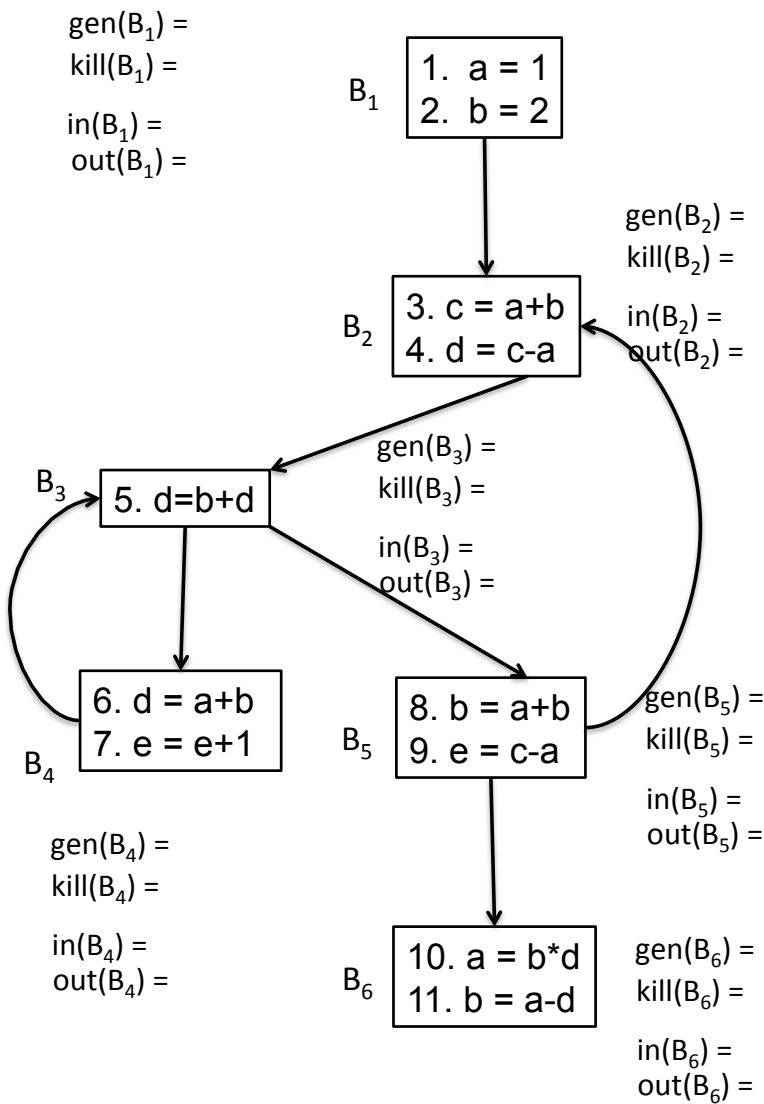 gen(B₁) =
kill(B₁) =
in(B₁) =
out(B₁) =
B₁
1. a = 1
2. b = 2
gen(B₂) =
kill(B₂) =
in(B₂) =
out(B₂) =
B₂
3. c = a+b
4. d = c-a
gen(B₃) =
kill(B₃) =
in(B₃) =
out(B₃) =
B₃
5. d=b+d
6. d = a+b
7. e = e+1
B₄
gen(B₄) =
kill(B₄) =
in(B₄) =
out(B₄) =
B₅
8. b = a+b
9. e = c-a
gen(B₅) =
kill(B₅) =
in(B₅) =
out(B₅) =
B₆
10. a = b*d
11. b = a-d
gen(B₆) =
kill(B₆) =
in(B₆) =
out(B₆) =